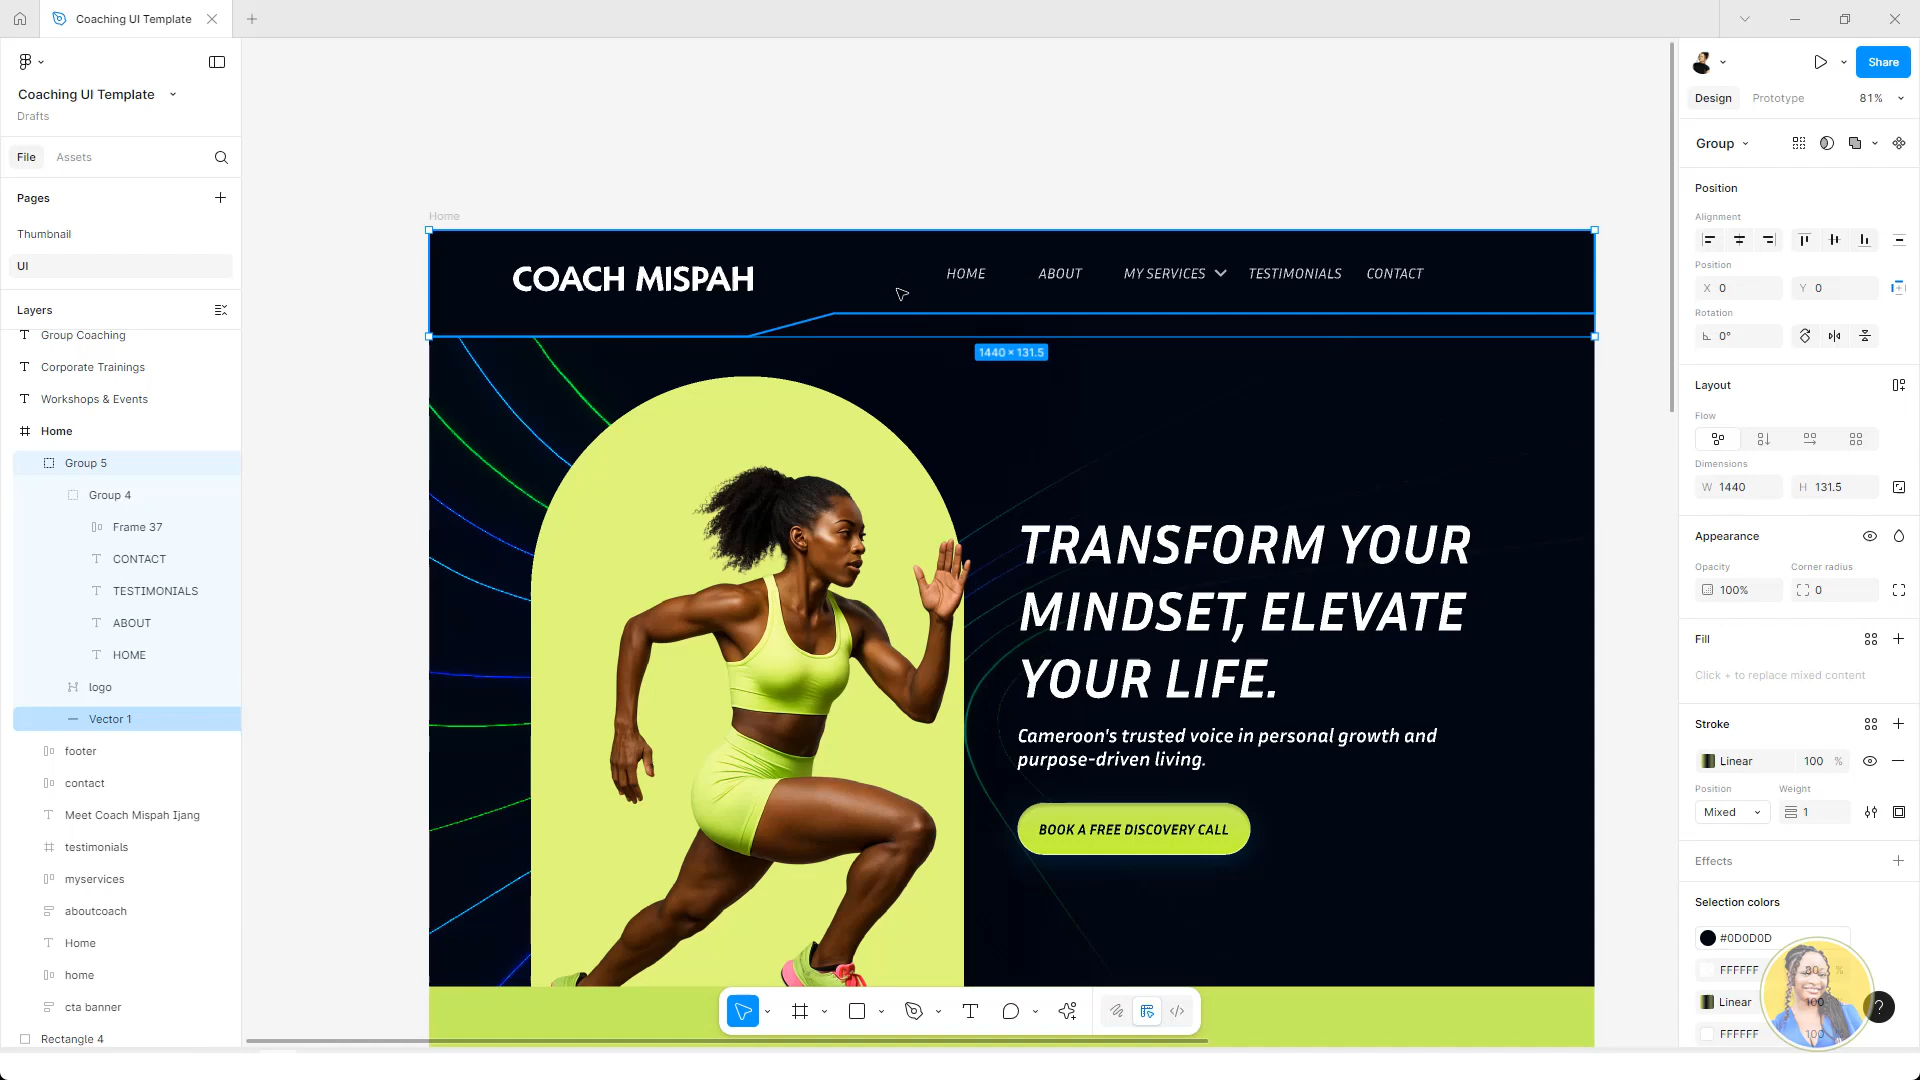 Coaching UI Template
Coaching UI Template
Drafts
File
Assets
Pages
Thumbnail
UI
Layers
Group Coaching
Corporate Trainings
Workshops & Events
Home
Group 5
Group 4
Frame 37
CONTACT
TESTIMONIALS
ABOUT
HOME
logo
Vector 1
footer
contact
Meet Coach Mispah Ijang
testimonials
myservices
aboutcoach
Home
home
cta banner
Rectangle 4
Home
COACH MISPAH
HOME
ABOUT
MY SERVICES
TESTIMONIALS
CONTACT
1440 × 131.5
TRANSFORM YOUR
MINDSET, ELEVATE
YOUR LIFE.
Cameroon's trusted voice in personal growth and
purpose-driven living.
BOOK A FREE DISCOVERY CALL
Share
Design
Prototype
81%
Group
Position
Alignment
Position
X 0
Y 0
Rotation
0°
Layout
Flow
Dimensions
W 1440
H 131.5
Appearance
Opacity
Corner radius
100%
0
Fill
Click + to replace mixed content
Stroke
Linear
100 %
Position
Weight
Mixed
1
Effects
Selection colors
#0D0D0D
FFFFFF 80 %
Linear 100
FFFFFF 100 %
?